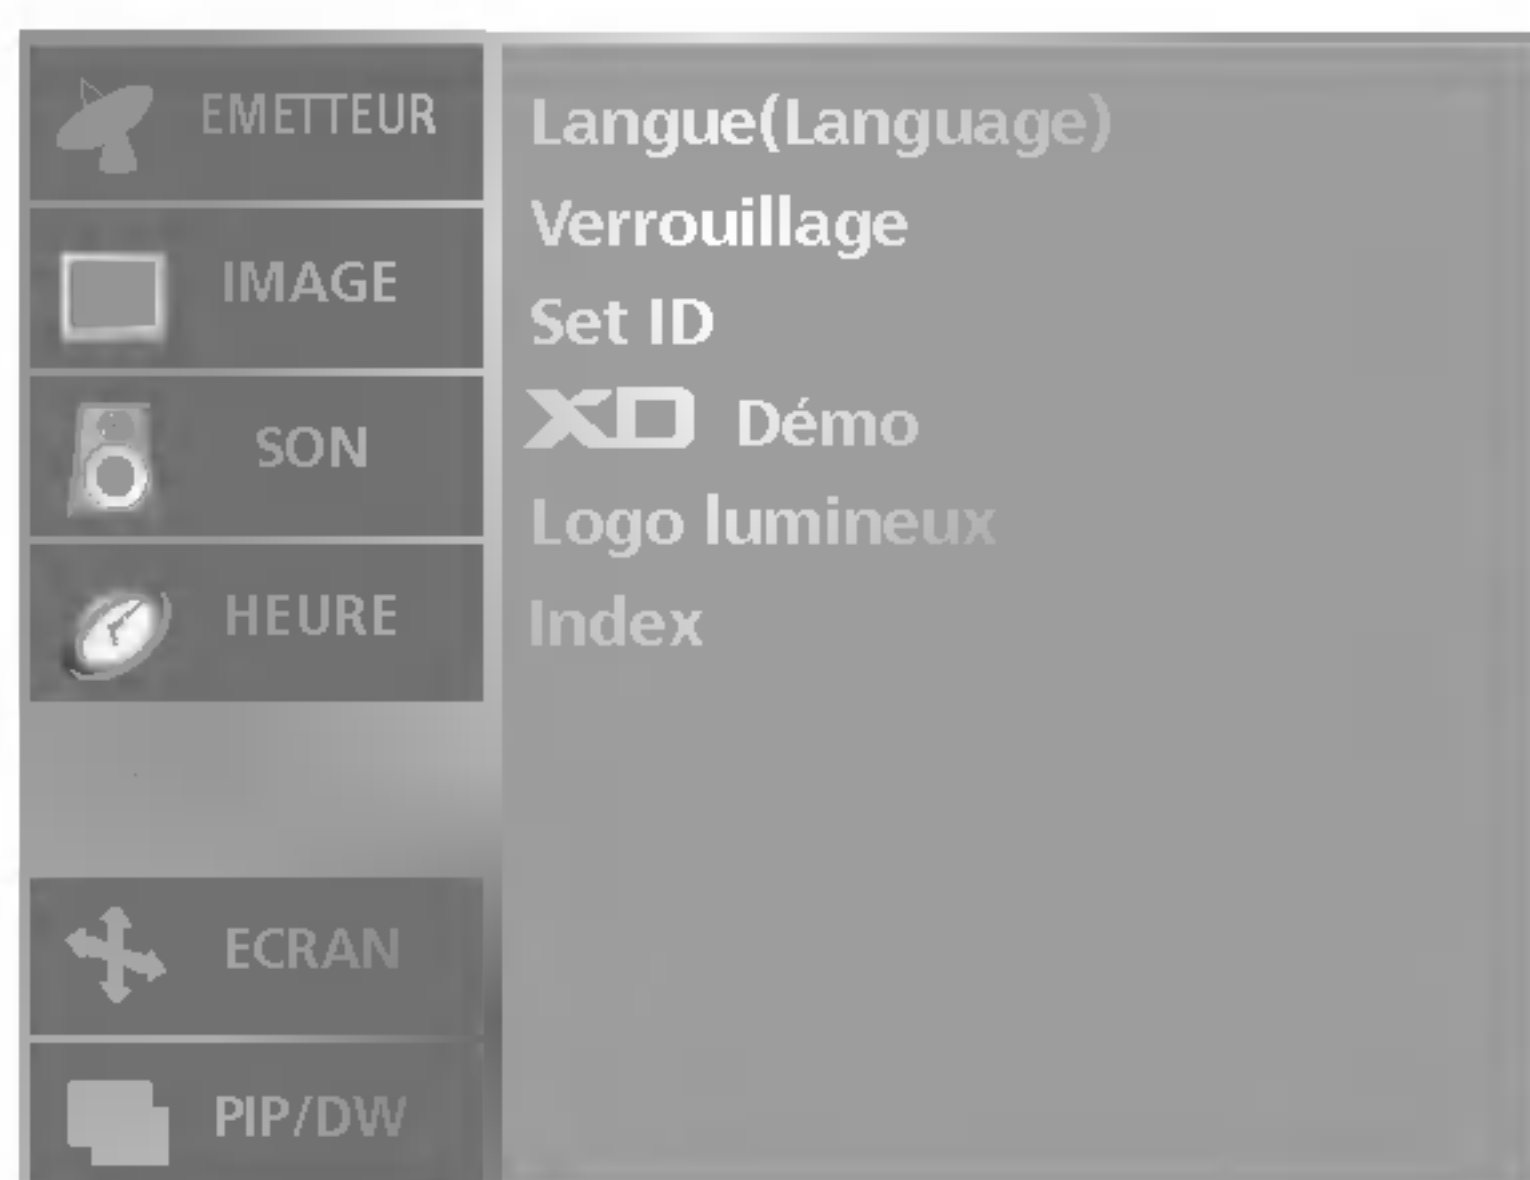 EMETTEUR
IMAGE
SON
HEURE
ECRAN
PIP/DW
Langue(Language)
Verrouillage
Set ID
XD Démo
Logo lumineux
Index